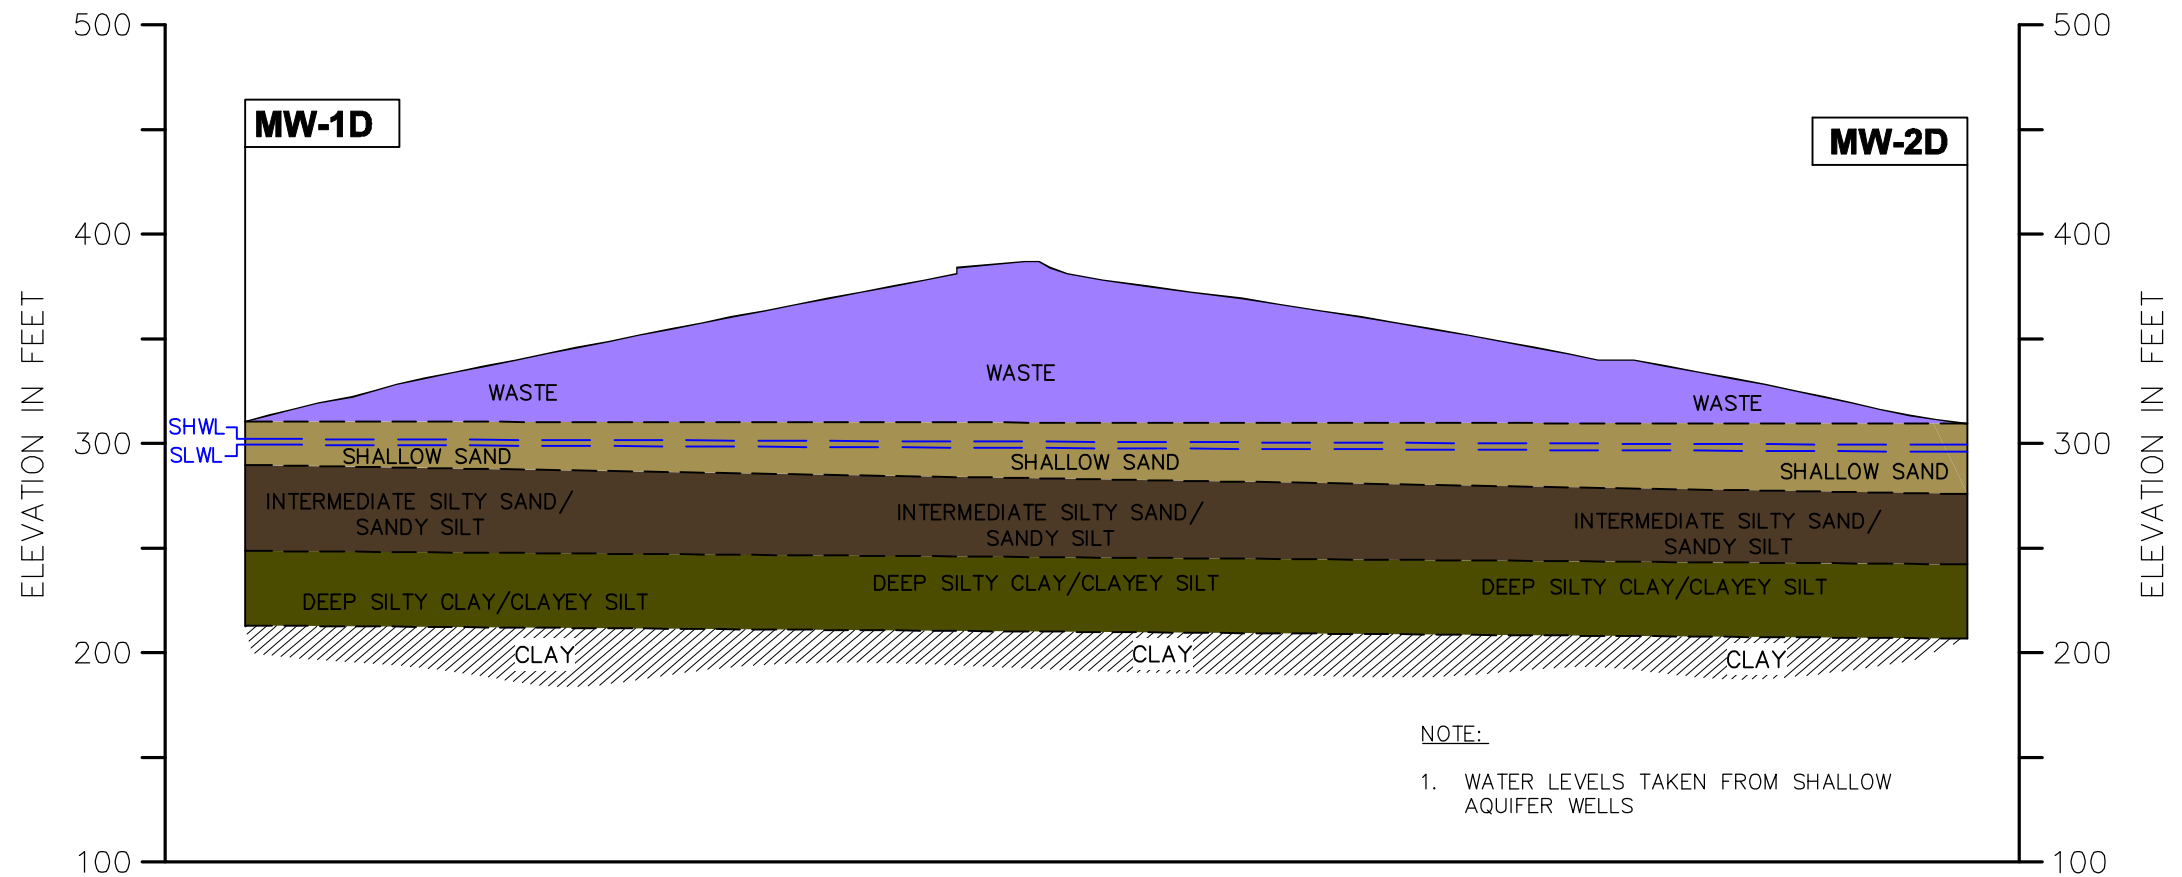 500
500
MW-1D
MW-2D
400
400
ELEVATION IN FEET
ELEVATION IN FEET
WASTE
WASTE
WASTE
SHWL
300
300
SLWL
SHALLOW SAND
SHALLOW SAND
SHALLOW SAND
INTERMEDIATE SILTY SAND/
SANDY SILT
INTERMEDIATE SILTY SAND/
SANDY SILT
INTERMEDIATE SILTY SAND/
SANDY SILT
DEEP SILTY CLAY/CLAYEY SILT
DEEP SILTY CLAY/CLAYEY SILT
DEEP SILTY CLAY/CLAYEY SILT
200
200
CLAY
CLAY
CLAY
NOTE:
1. WATER LEVELS TAKEN FROM SHALLOW
AQUIFER WELLS
100
100